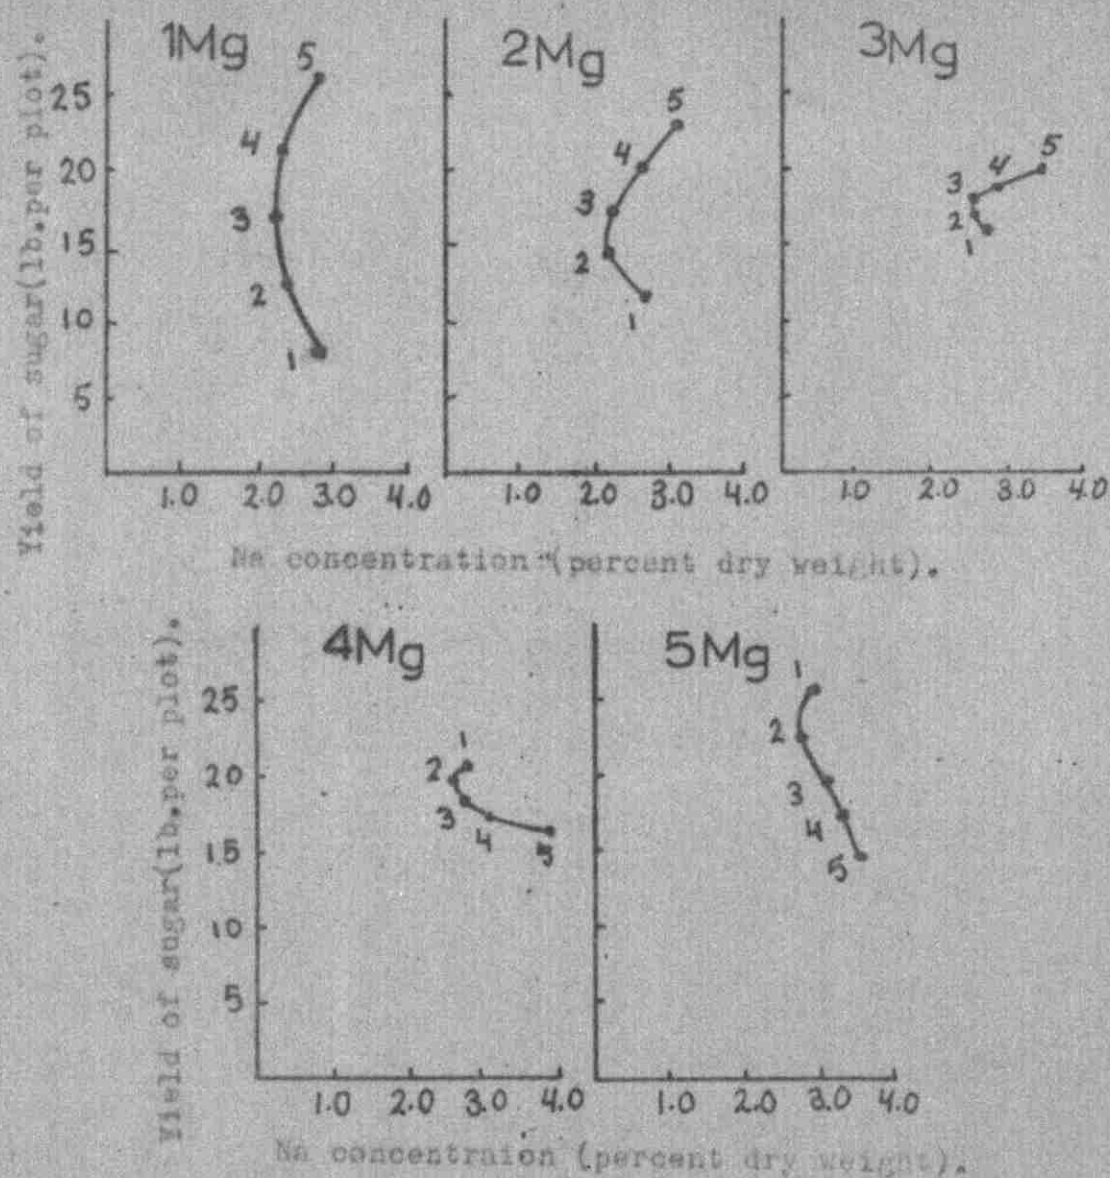 Yield of sugar(lb.per plot).
1Mg
2Mg
3Mg
25
20
15
10
5
5
4
3
2
1
5
4
3
2
1
5
4
3
2
1
1.0 2.0 3.0 4.0
1.0 2.0 3.0 4.0
1.0 2.0 3.0 4.0
Na concentration (percent dry weight).
Yield of sugar(lb.per plot).
4Mg
5Mg
25
20
15
10
5
1
2
3
4
5
1
2
3
4
5
1.0 2.0 3.0 4.0
1.0 2.0 3.0 4.0
Na concentraion (percent dry weight).